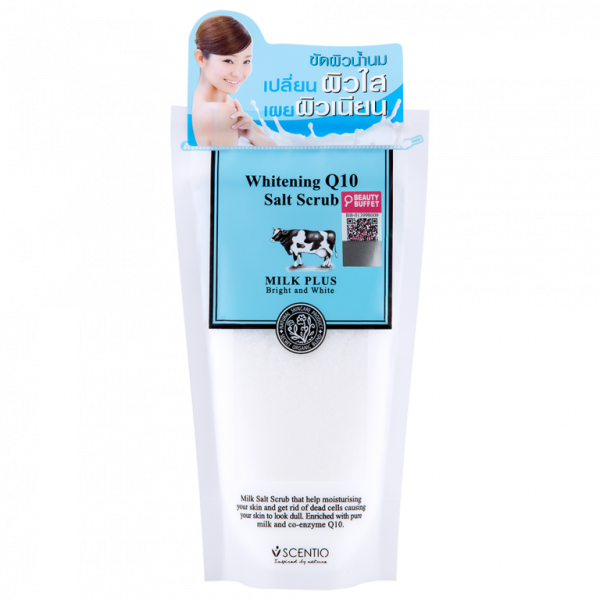 ขัดผิวน้ำนม
เปลี่ยน ผิวใส
เผย ผิวเนียน
Whitening Q10
Salt Scrub
BEAUTY
BUFFET
MILK PLUS
Bright and White
Milk Salt Scrub that help moisturising
your skin and get rid of dead cells causing
your skin to look dull. Enriched with pure
milk and co-enzyme Q10.
SCENTIO
Inspired by nature